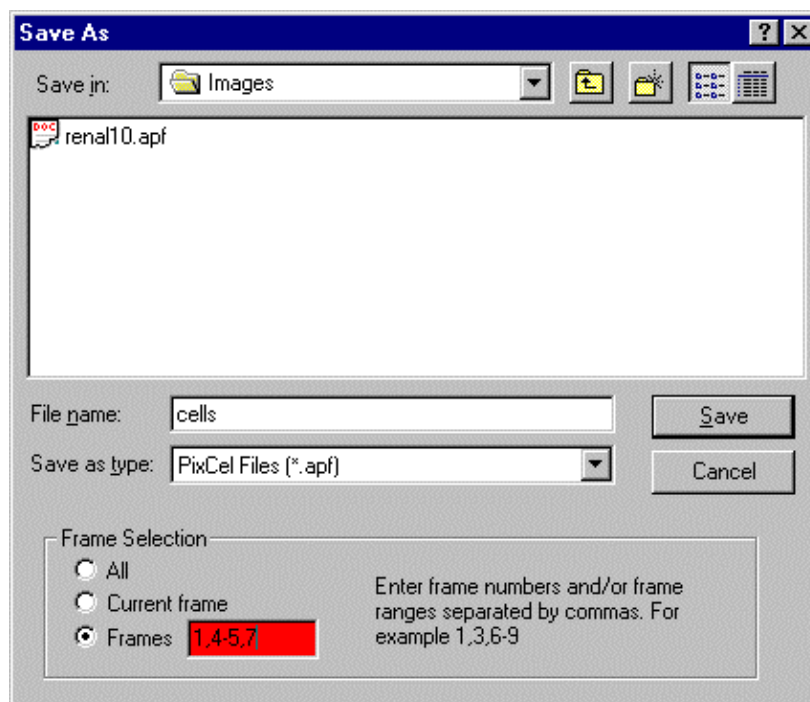 Save As
Save in: Images
DOC renal10.apf
File name: cells Save
Save as type: PixCel Files (*.apf) Cancel
Frame Selection
All
Current frame
Frames 1,4-5,7
Enter frame numbers and/or frame
ranges separated by commas. For
example 1,3,6-9